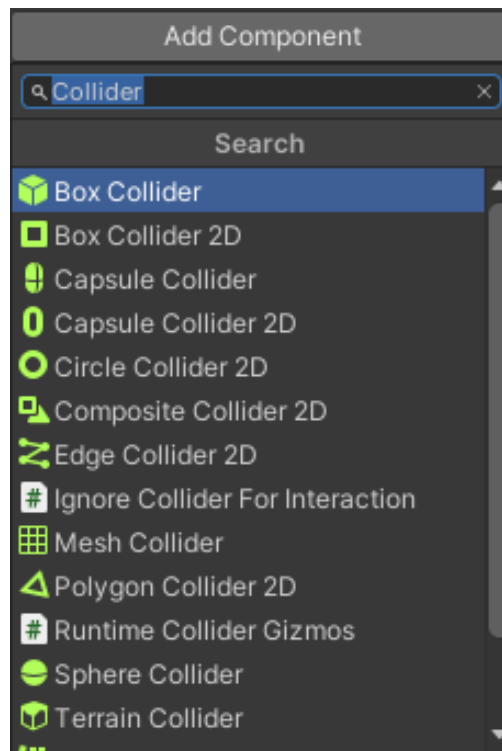 Add Component
Collider
Search
Box Collider
Box Collider 2D
Capsule Collider
Capsule Collider 2D
Circle Collider 2D
Composite Collider 2D
Edge Collider 2D
# Ignore Collider For Interaction
Mesh Collider
Polygon Collider 2D
# Runtime Collider Gizmos
Sphere Collider
Terrain Collider